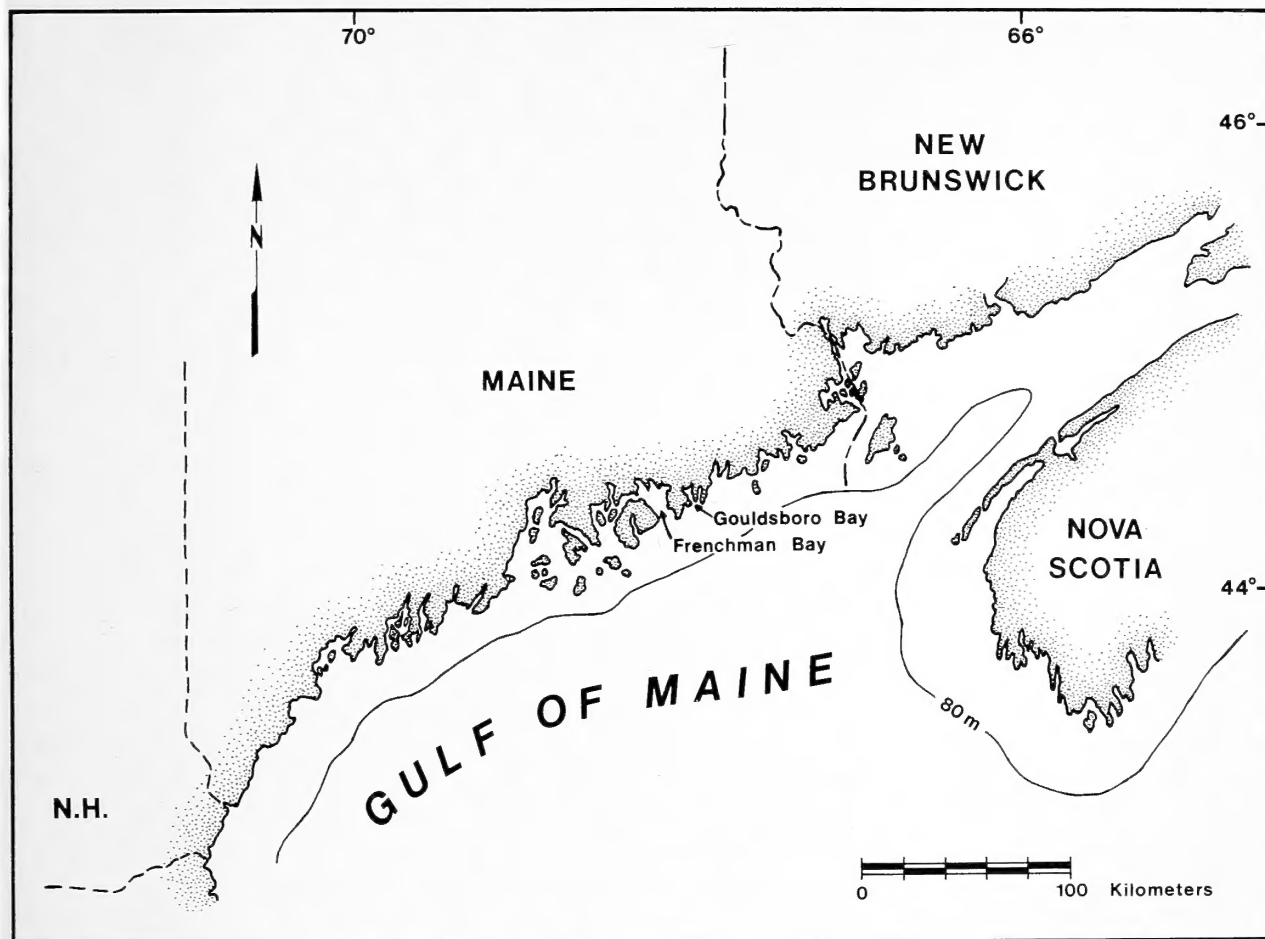 70°
66°
46°
NEW
BRUNSWICK
N
MAINE
Gouldsboro Bay
Frenchman Bay
NOVA
SCOTIA
44°
GULF OF MAINE
80 m
N.H.
0 100 Kilometers